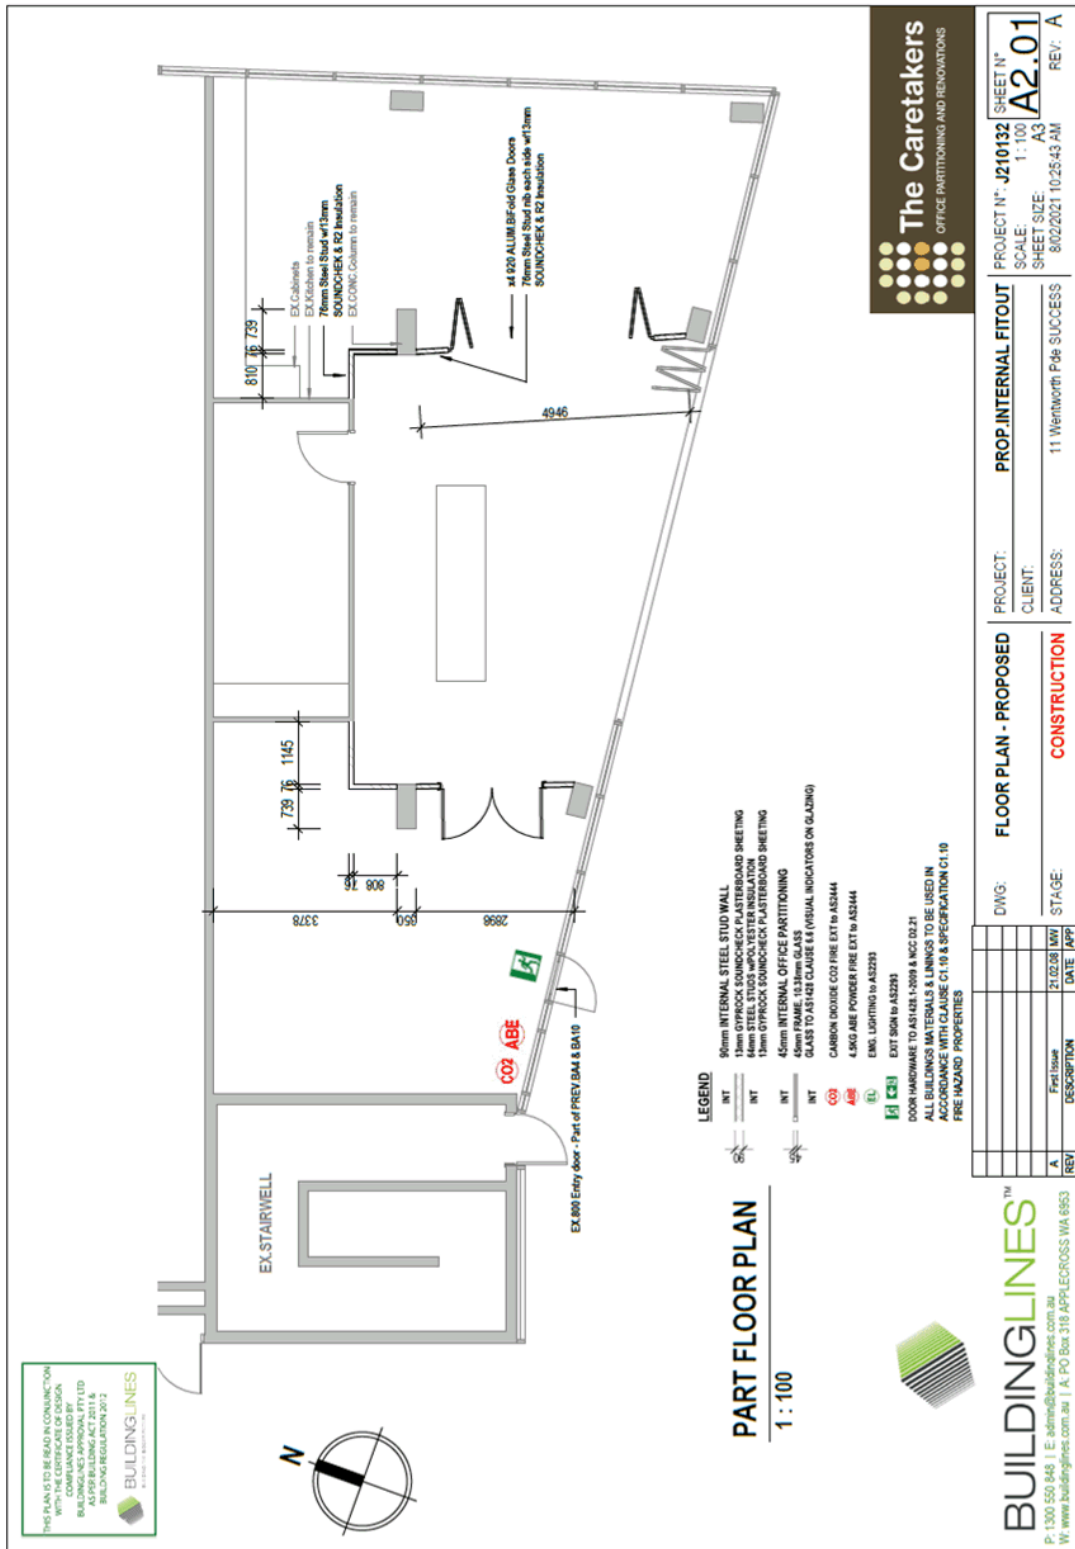 THIS PLAN IS TO BE READ IN CONJUNCTION
WITH THE CERTIFICATE OF DESIGN
COMPLIANCE ISSUED BY
BUILDINGLINES APPROVAL PTY LTD
AS PER BUILDING ACT 2011 &
BUILDING REGULATION 2012
BUILDINGLINES
N
EX.STAIRWELL
739
76
1145
76
808
3378
350
2898
810
76
739
4946
EX.Cabinets
EX.Kitchen to remain
76mm Steel Stud w/13mm
SOUNDCHEK & R2 Insulation
EX.CONC.Column to remain
x4 920 ALUM.BiFold Glass Doors
76mm Steel Stud nib each side w/13mm
SOUNDCHEK & R2 Insulation
CO2
ABE
EX.800 Entry door - Part of PREV.BA4 & BA10
PART FLOOR PLAN
1 : 100
LEGEND
INT
90
INT
90mm INTERNAL STEEL STUD WALL
13mm GYPROCK SOUNDCHECK PLASTERBOARD SHEETING
64mm STEEL STUDS w/POLYESTER INSULATION
13mm GYPROCK SOUNDCHECK PLASTERBOARD SHEETING
INT
45
INT
45mm INTERNAL OFFICE PARTITIONING
45mm FRAME, 10.38mm GLASS
GLASS TO AS1428 CLAUSE 6.6 (VISUAL INDICATORS ON GLAZING)
CO2 CARBON DIOXIDE CO2 FIRE EXT to AS2444
ABE 4.5KG ABE POWDER FIRE EXT to AS2444
EL EMG. LIGHTING to AS2293
EXIT SIGN to AS2293
DOOR HARDWARE TO AS1428.1-2009 & NCC D2.21
ALL BUILDINGS MATERIALS & LININGS TO BE USED IN
ACCORDANCE WITH CLAUSE C1.10 & SPECIFICATION C1.10
FIRE HAZARD PROPERTIES
The Caretakers
OFFICE PARTITIONING AND RENOVATIONS
BUILDINGLINES™
P: 1300 550 848 | E: admin@buildinglines.com.au
W: www.buildinglines.com.au | A: PO Box 318 APPLECROSS WA 6953
A First Issue 21.02.08 MW
REV DESCRIPTION DATE APP
DWG: FLOOR PLAN - PROPOSED
STAGE: CONSTRUCTION
PROJECT: PROP.INTERNAL FITOUT
CLIENT:
ADDRESS: 11 Wentworth Pde SUCCESS
PROJECT N°: J210132
SCALE: 1 : 100
SHEET SIZE: A3
8/02/2021 10:25:43 AM
SHEET N°
A2.01
REV: A